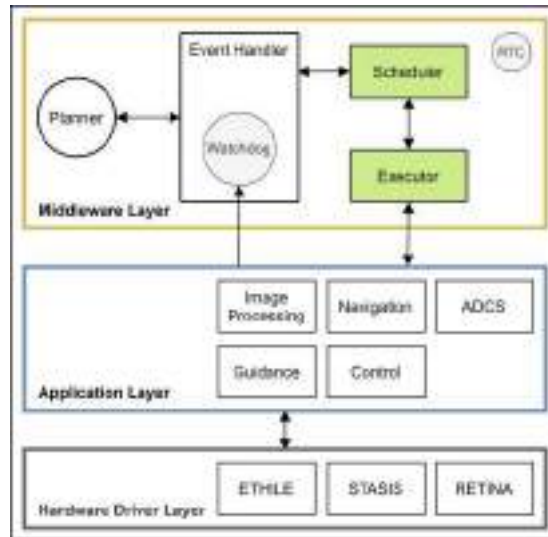 Event Handler
Scheduler
RTC
Planner
Watchdog
Executor
Middleware Layer
Image
Processing
Navigation
ADCS
Guidance
Control
Application Layer
ETHILE
STASIS
RETINA
Hardware Driver Layer